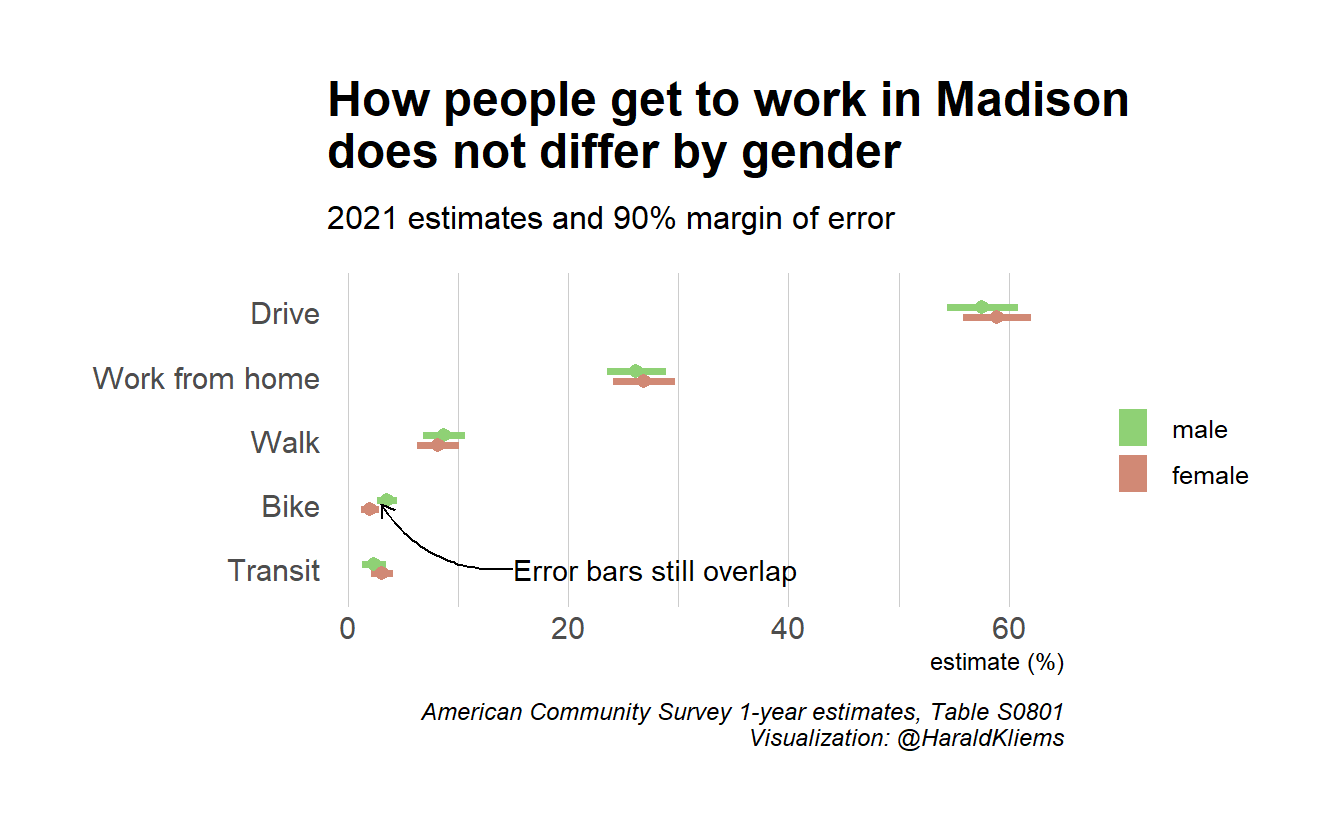 How people get to work in Madison
does not differ by gender
2021 estimates and 90% margin of error
Drive
Work from home
Walk
Bike
Transit
Error bars still overlap
0 20 40 60
estimate (%)
male
female
American Community Survey 1-year estimates, Table S0801
Visualization: @HaraldKliems